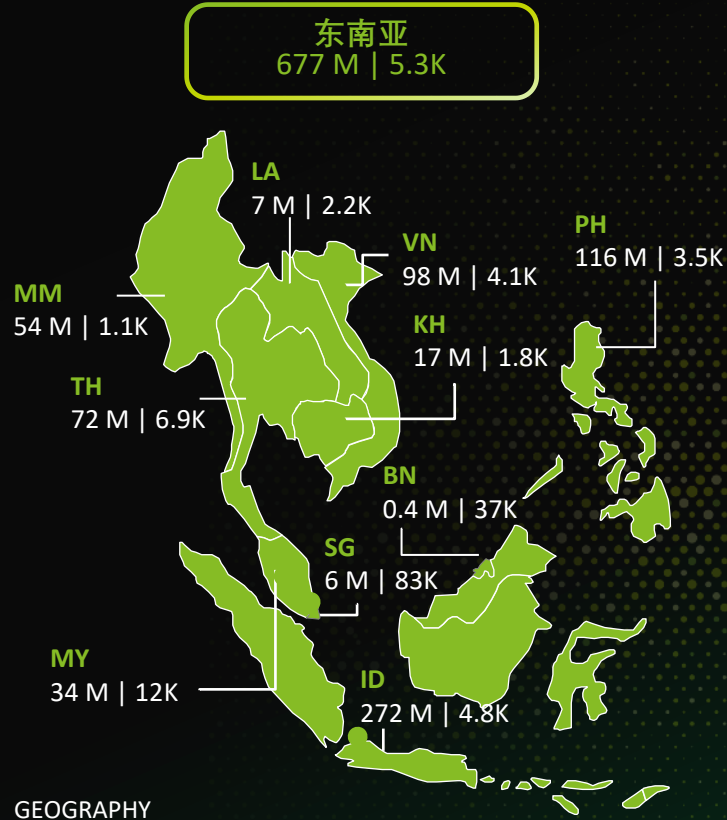 东南亚
677 M | 5.3K
LA
7 M | 2.2K
PH
116 M | 3.5K
VN
98 M | 4.1K
MM
54 M | 1.1K
KH
17 M | 1.8K
TH
72 M | 6.9K
BN
0.4 M | 37K
SG
6 M | 83K
MY
34 M | 12K
ID
272 M | 4.8K
GEOGRAPHY